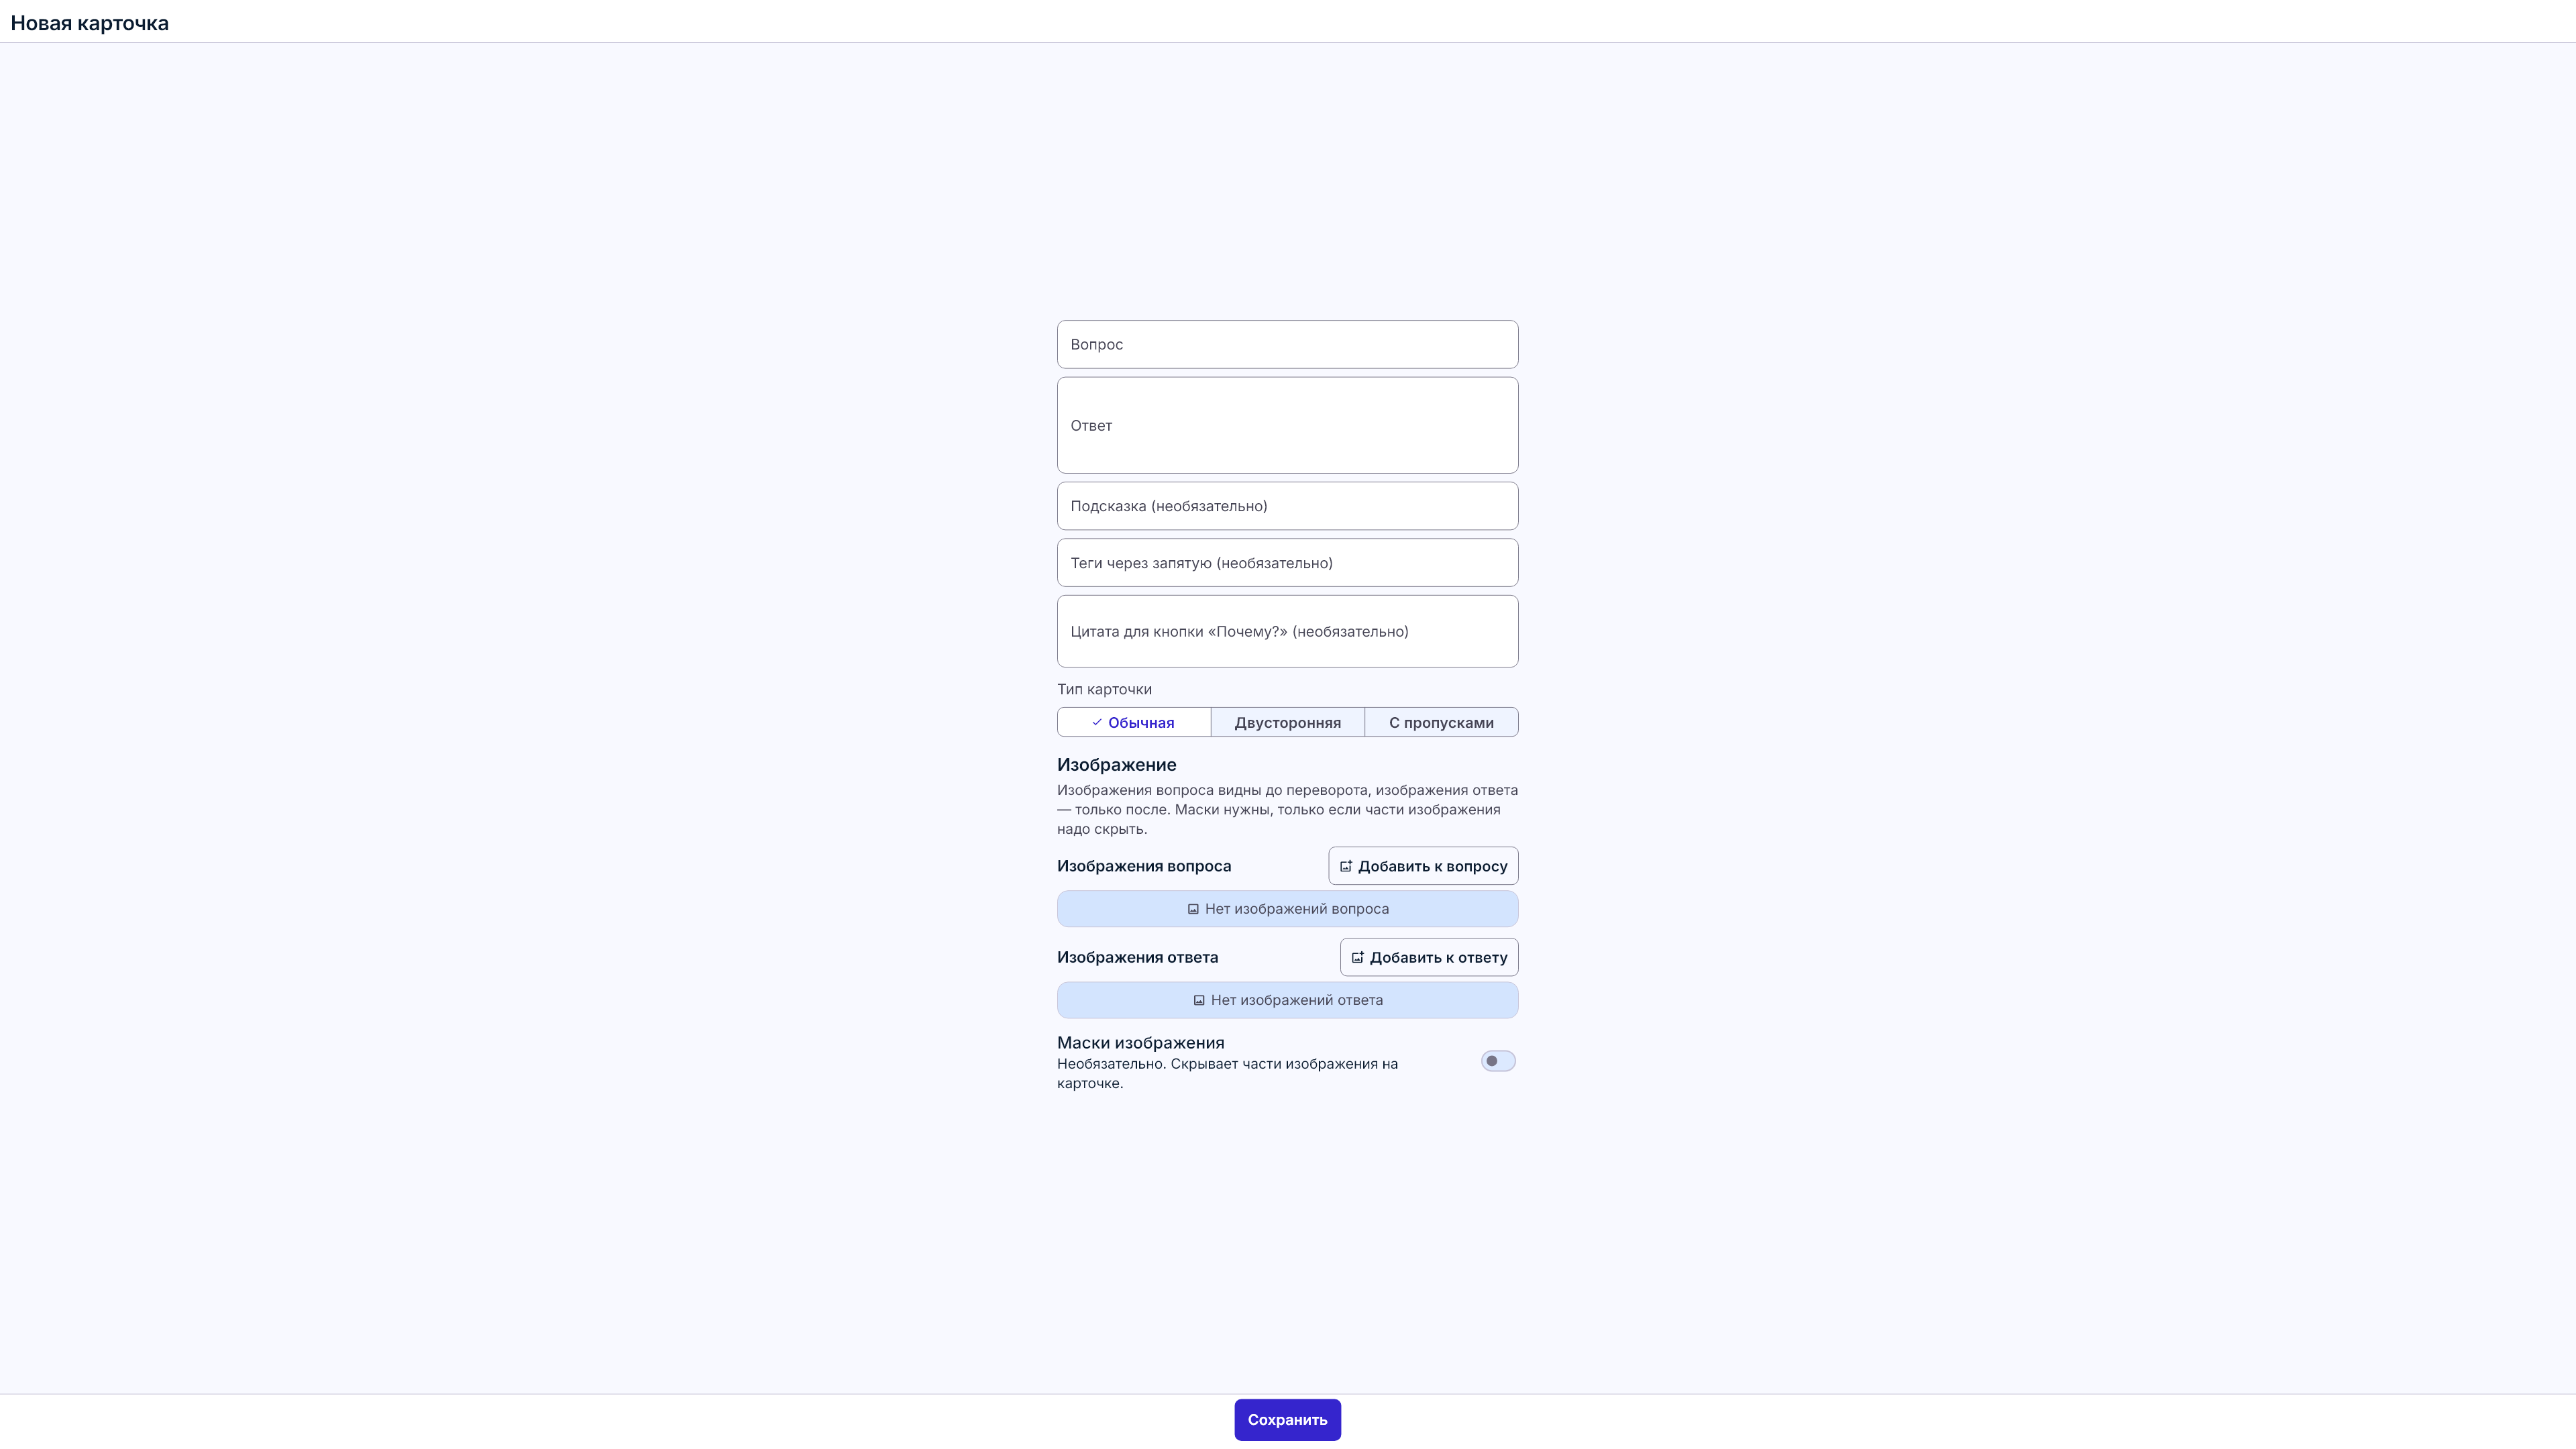 Новая карточка
Вопрос
Ответ
Подсказка (необязательно)
Теги через запятую (необязательно)
Цитата для кнопки «Почему?» (необязательно)
Тип карточки
Обычная
Двусторонняя
С пропусками
Изображение
Изображения вопроса видны до переворота, изображения ответа
— только после. Маски нужны, только если части изображения
надо скрыть.
Изображения вопроса
Добавить к вопросу
Нет изображений вопроса
Изображения ответа
Добавить к ответу
Нет изображений ответа
Маски изображения
Необязательно. Скрывает части изображения на
карточке.
Сохранить